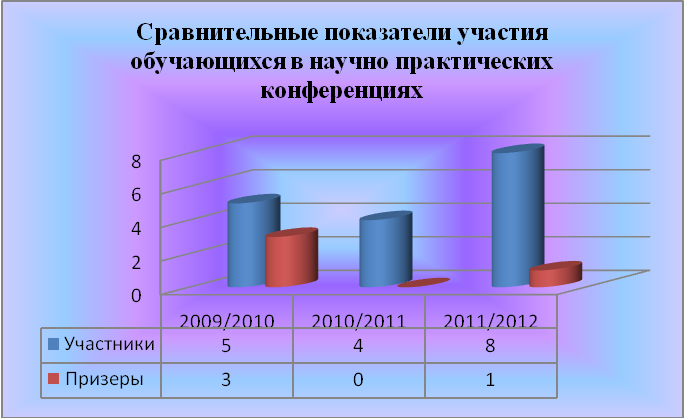 Сравнительные показатели участия
обучающихся в научно практических
конференциях
8
6
4
2
0
2009/2010 2010/2011 2011/2012
Участники 5 4 8
Призеры 3 0 1